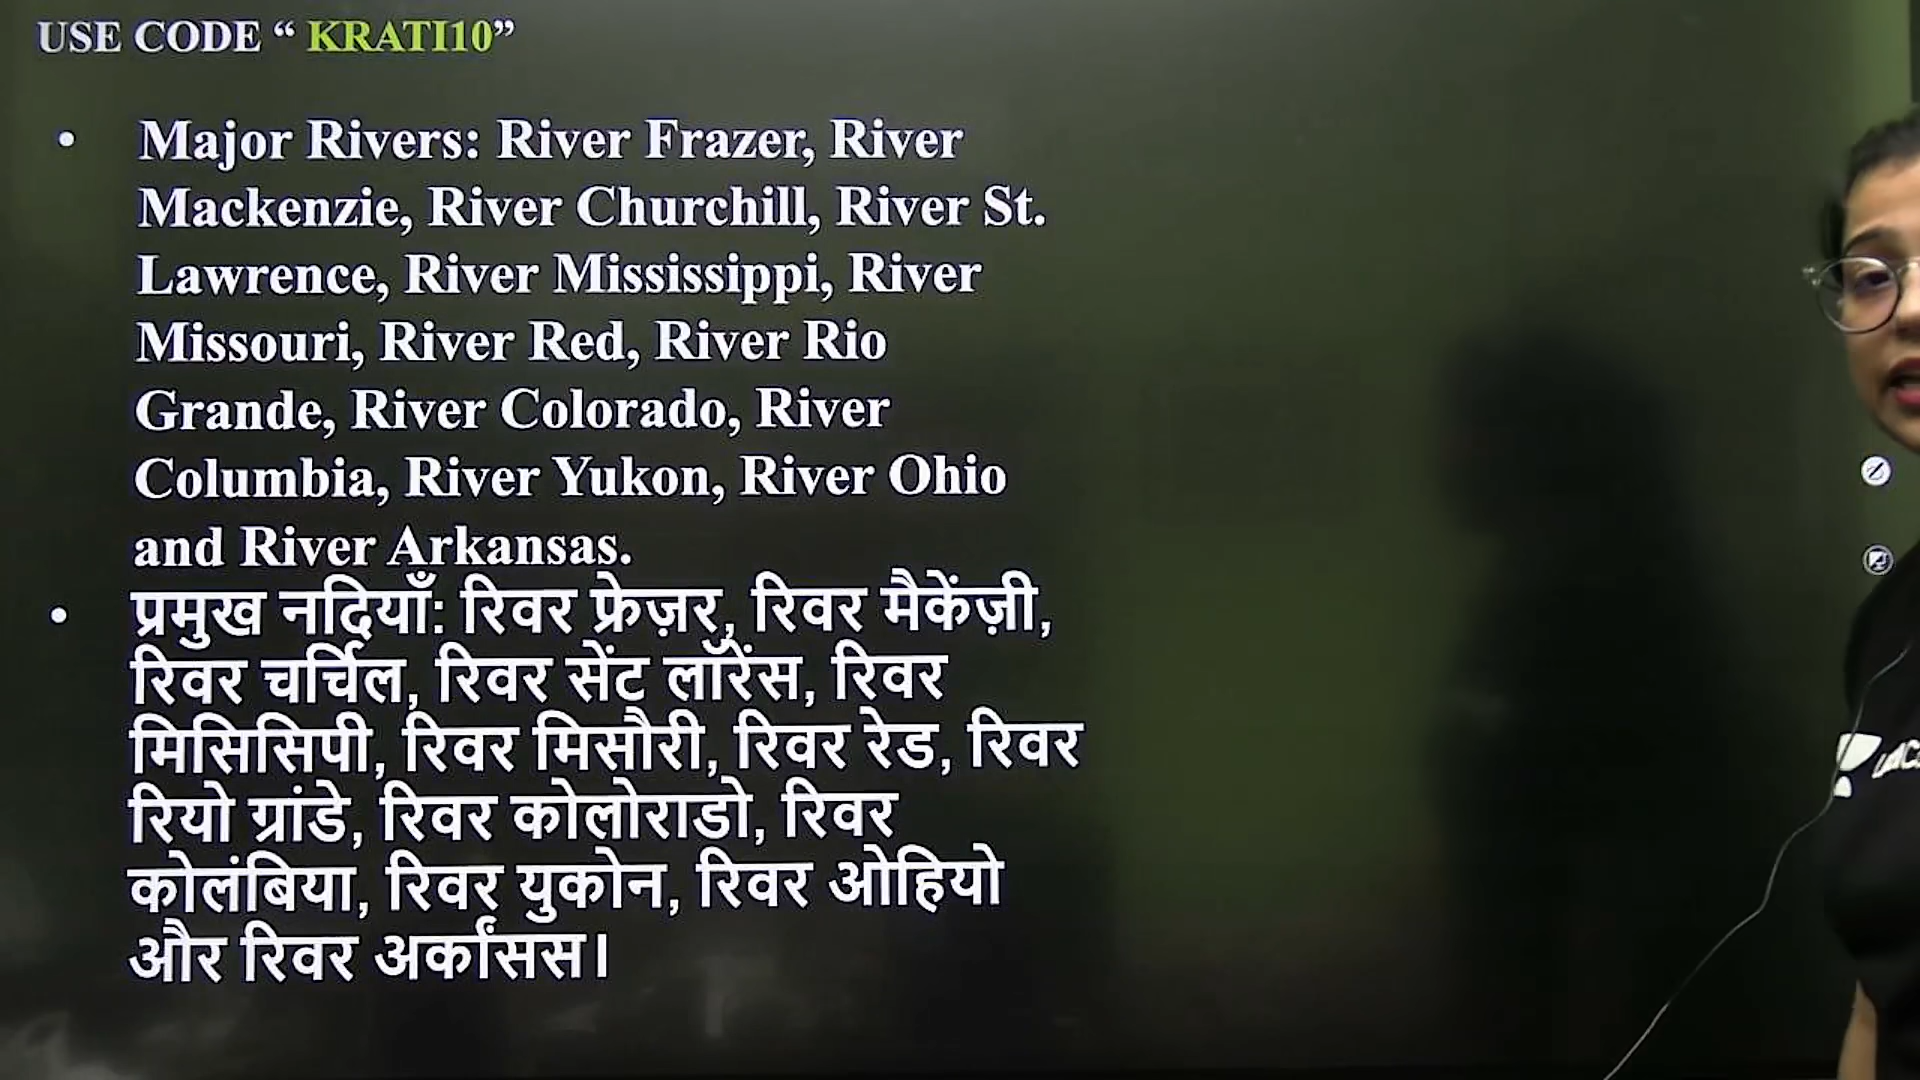 USE CODE “ KRATI10”
• Major Rivers: River Frazer, River
Mackenzie, River Churchill, River St.
Lawrence, River Mississippi, River
Missouri, River Red, River Rio
Grande, River Colorado, River
Columbia, River Yukon, River Ohio
and River Arkansas.
• प्रमुख नदियाँ: रिवर फ्रेज़र, रिवर मैकेंज़ी,
रिवर चर्चिल, रिवर सेंट लॉरेंस, रिवर
मिसिसिपी, रिवर मिसौरी, रिवर रेड, रिवर
रियो ग्रांडे, रिवर कोलोराडो, रिवर
कोलंबिया, रिवर युकोन, रिवर ओहियो
और रिवर अर्कांसस।